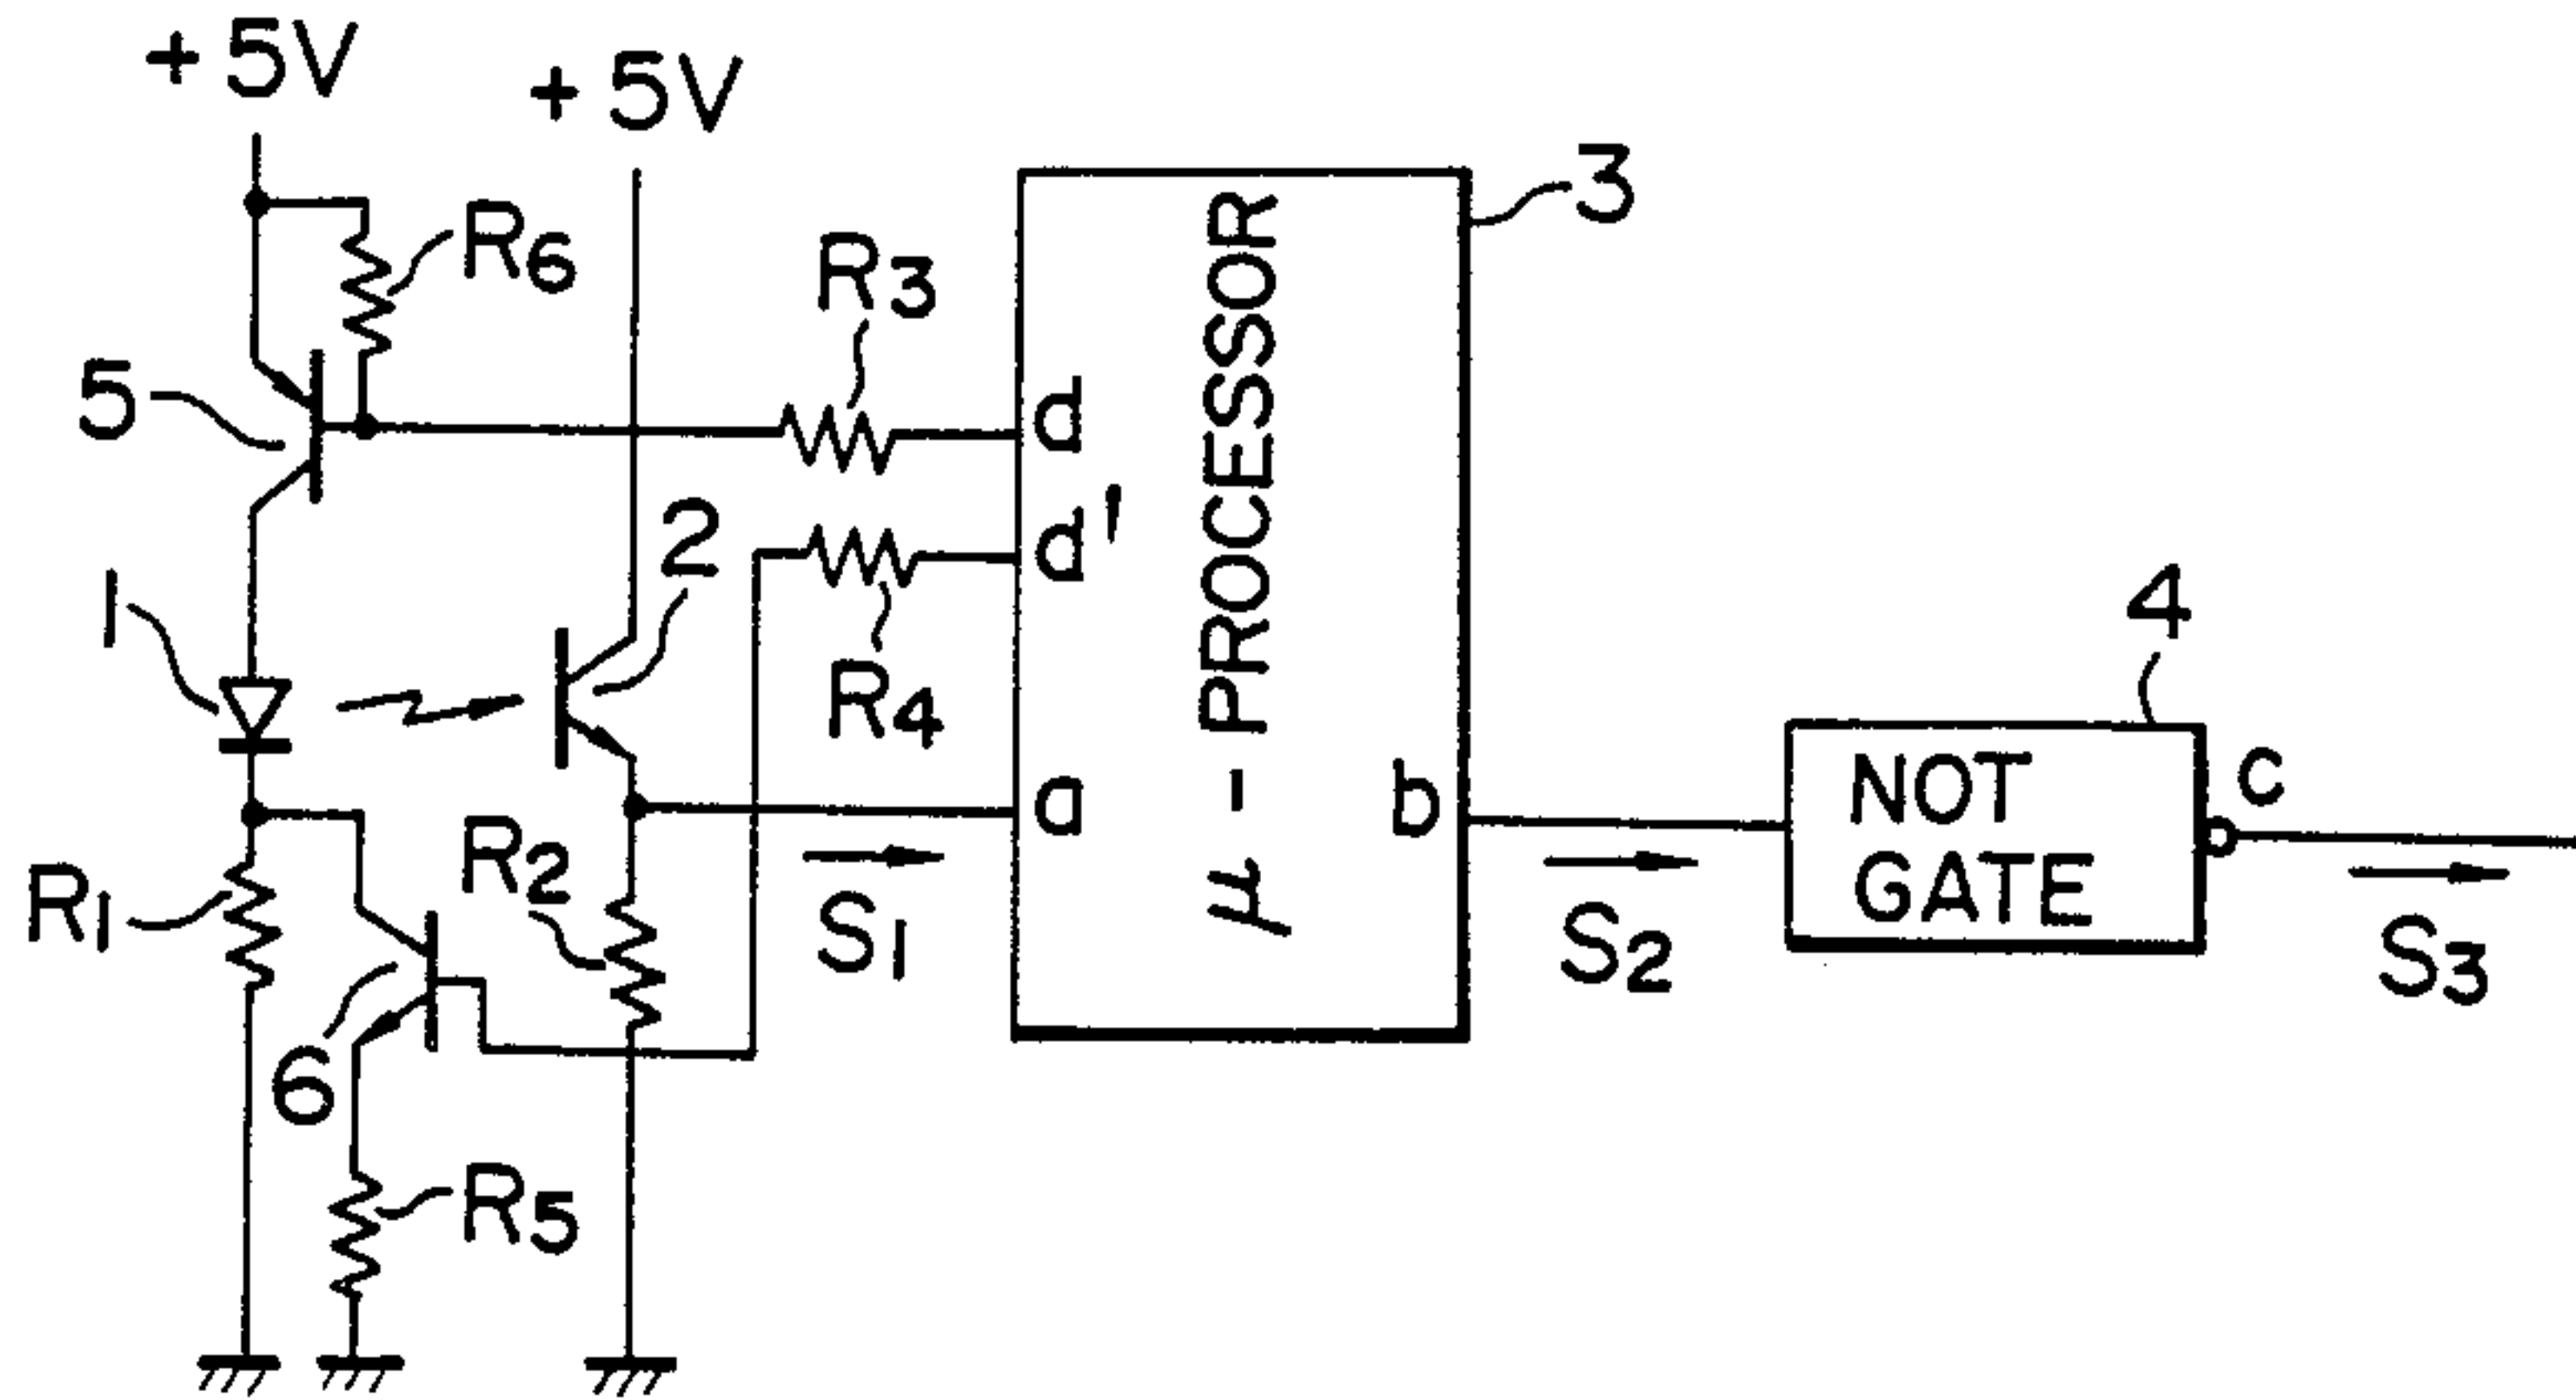 +5V
+5V
R6
R3
3
5
d
d'
2
1
R4
4
μ-PROCESSOR
a
b
NOT
GATE
c
R1
R2
S1
S2
S3
6
R5